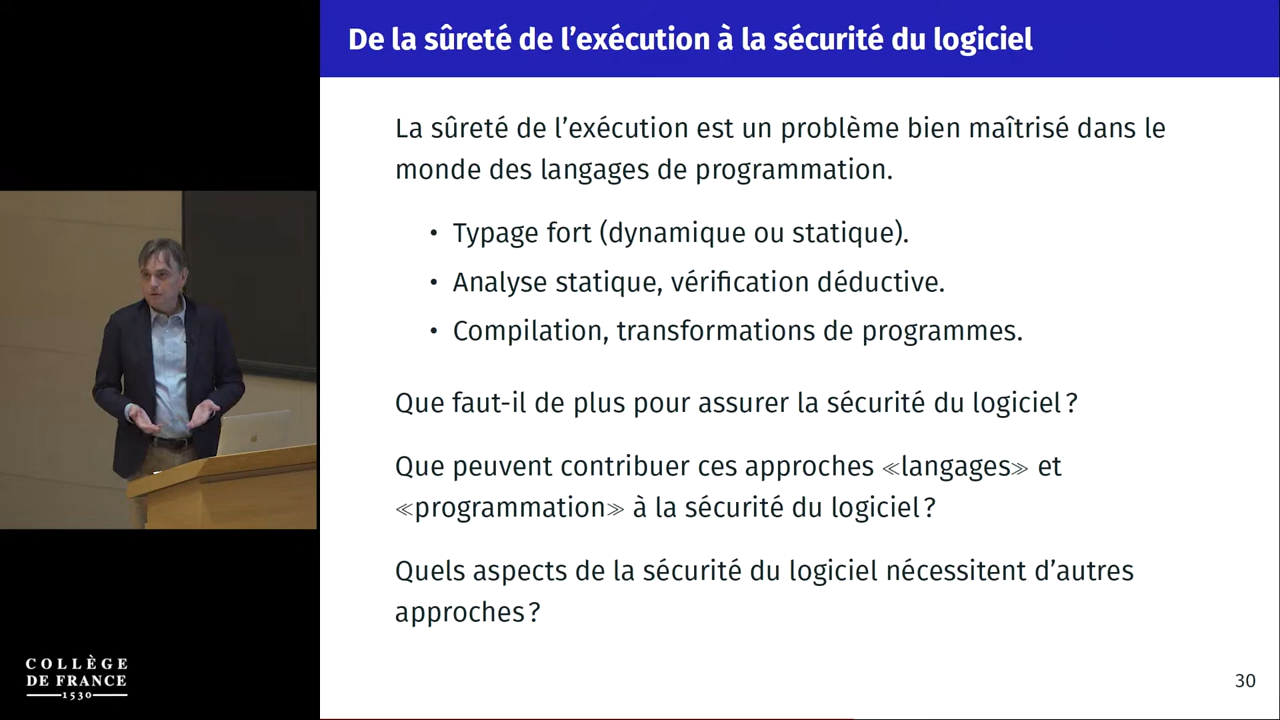 De la sûreté de l’exécution à la sécurité du logiciel
La sûreté de l’exécution est un problème bien maîtrisé dans le
monde des langages de programmation.
• Typage fort (dynamique ou statique).
• Analyse statique, vérification déductive.
• Compilation, transformations de programmes.
Que faut-il de plus pour assurer la sécurité du logiciel ?
Que peuvent contribuer ces approches «langages» et
«programmation» à la sécurité du logiciel ?
Quels aspects de la sécurité du logiciel nécessitent d’autres
approches ?
COLLÈGE
DE FRANCE
1530
30